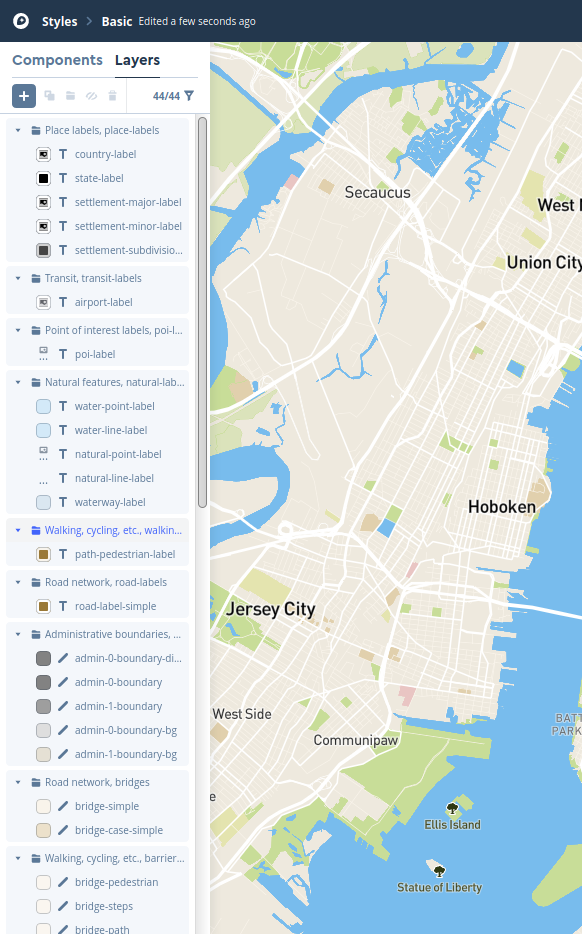 Styles > Basic Edited a few seconds ago
Components Layers
44/44
Place labels, place-labels
country-label
state-label
settlement-major-label
settlement-minor-label
settlement-subdivisio...
Transit, transit-labels
airport-label
Point of interest labels, poi-l...
poi-label
Natural features, natural-lab...
water-point-label
water-line-label
natural-point-label
natural-line-label
waterway-label
Walking, cycling, etc., walkin...
path-pedestrian-label
Road network, road-labels
road-label-simple
Administrative boundaries, ...
admin-0-boundary-di...
admin-0-boundary
admin-1-boundary
admin-0-boundary-bg
admin-1-boundary-bg
Road network, bridges
bridge-simple
bridge-case-simple
Walking, cycling, etc., barrier...
bridge-pedestrian
bridge-steps
bridge-path
Secaucus
West
Union City
Hoboken
Jersey City
West Side
BATT
PARK
Communipaw
e
Ellis Island
Statue of Liberty